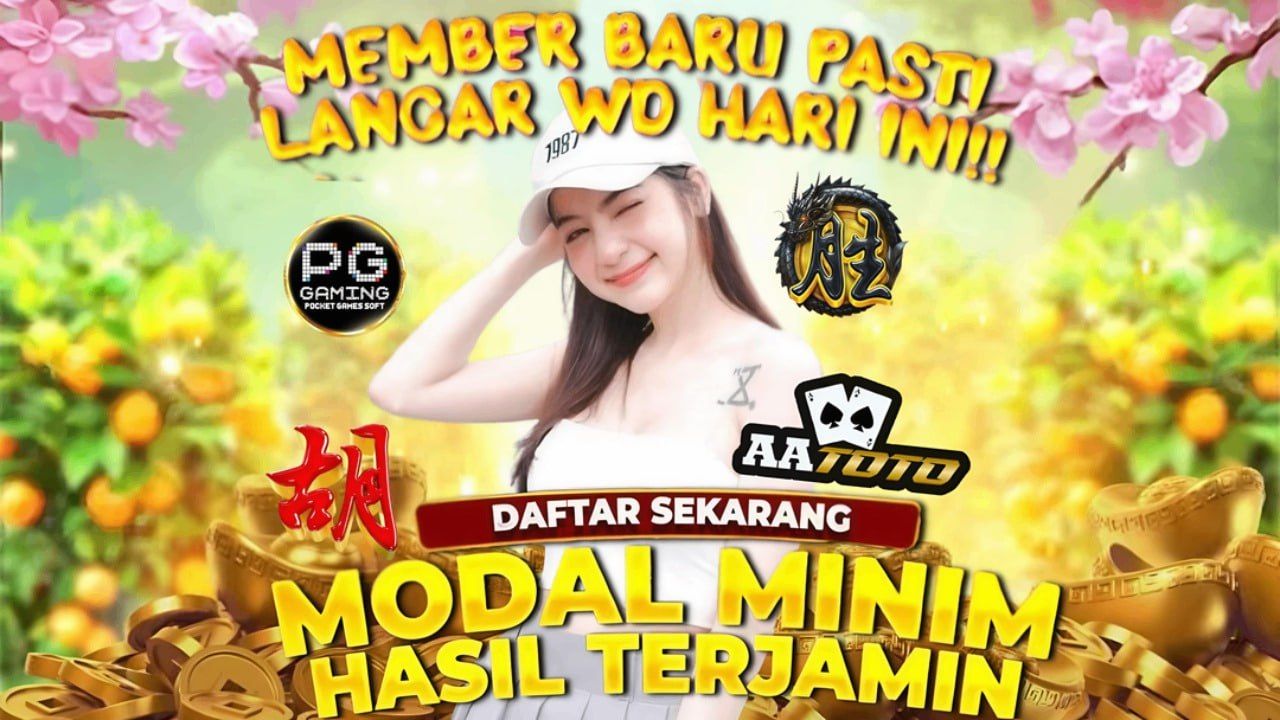 MEMBER BARU PASTI
LANCAR WD HARI INI!!
1987
PG
GAMING
POCKET GAMES SOFT
胜
AATOTO
胡
DAFTAR SEKARANG
MODAL MINIM
HASIL TERJAMIN